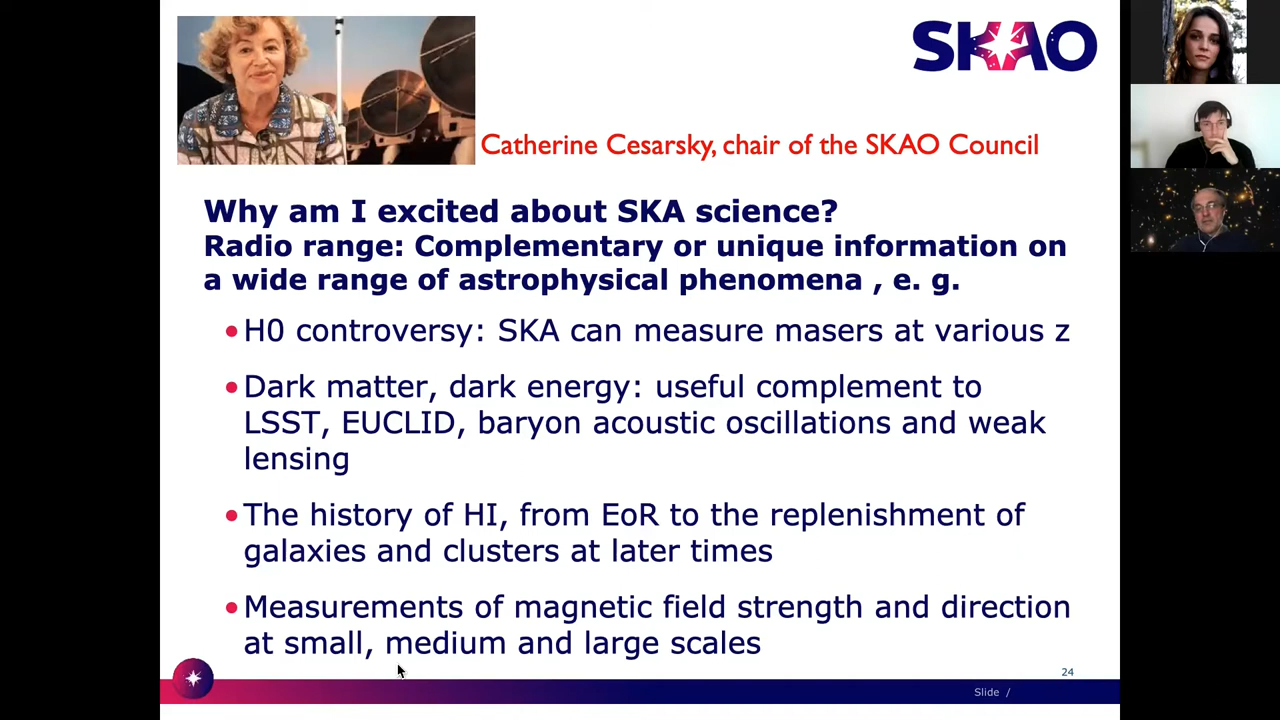 SKAO
Catherine Cesarsky, chair of the SKAO Council
Why am I excited about SKA science?
Radio range: Complementary or unique information on
a wide range of astrophysical phenomena , e. g.
•H0 controversy: SKA can measure masers at various z
•Dark matter, dark energy: useful complement to
LSST, EUCLID, baryon acoustic oscillations and weak
lensing
•The history of HI, from EoR to the replenishment of
galaxies and clusters at later times
•Measurements of magnetic field strength and direction
at small, medium and large scales
24
Slide /